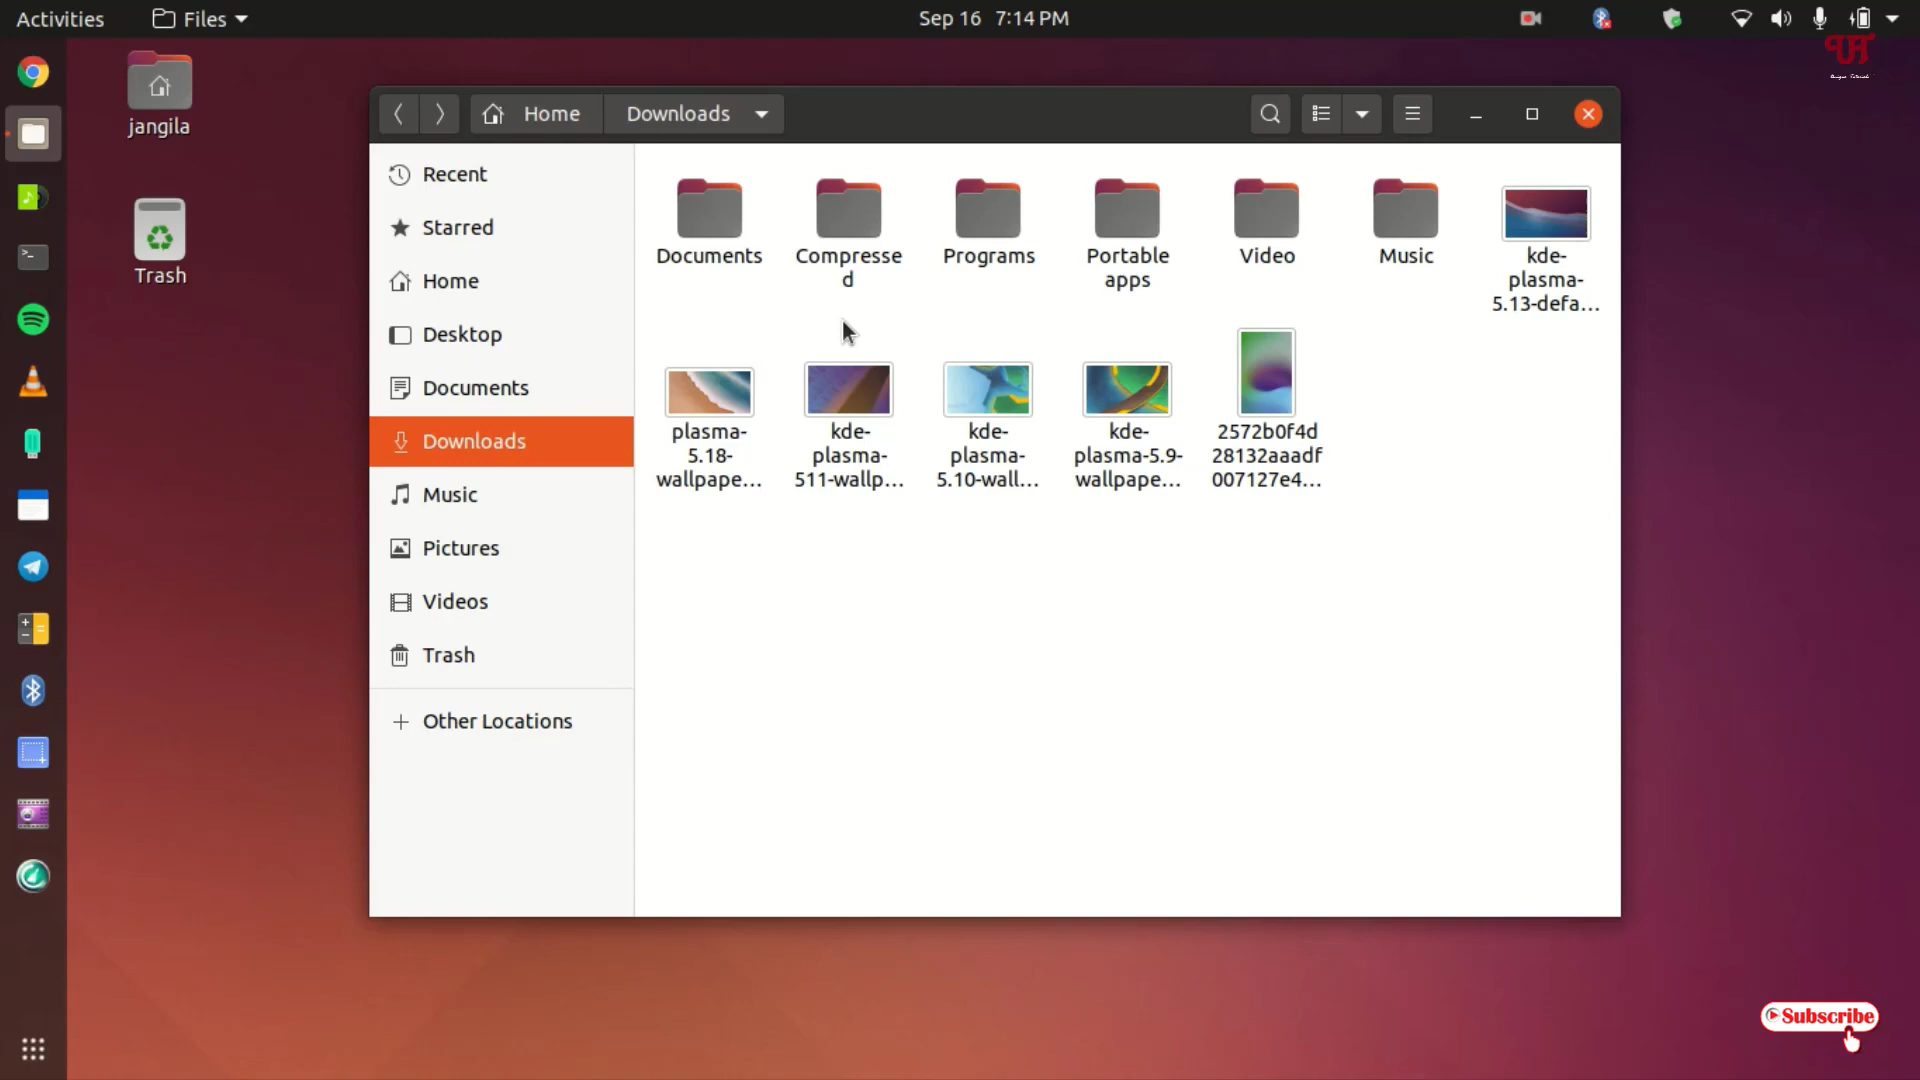 Activities
Files
Sep 16 7:14 PM
jangila
Trash
Home
Downloads
Recent
Starred
Home
Desktop
Documents
Downloads
Music
Pictures
Videos
Trash
Other Locations
Documents
Compresse
d
Programs
Portable
apps
Video
Music
kde-
plasma-
5.13-defa...
plasma-
5.18-
wallpape...
kde-
plasma-
511-wallp...
kde-
plasma-
5.10-wall...
kde-
plasma-5.9-
wallpape...
2572b0f4d
28132aaadf
007127e4...
Subscribe